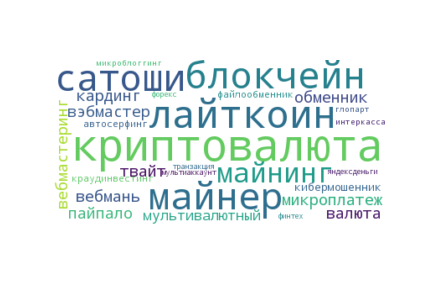 микроблоггинг
сатоши
блокчейн
кардинг
форекс
файлообменник
обменник
вэбмастер
лайткоин
глопарт
автосерфинг
интеркасса
криптовалюта
вебмастеринг
твайт
транзакция
мультиаккаунт
майнинг
яндексденьги
краудинвестинг
кибермошенник
вебмань
майнер
микроплатеж
пайпало
мультивалютный
финтех
валюта